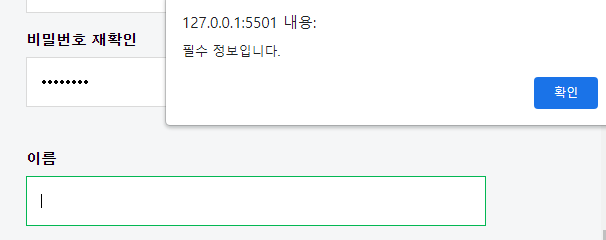 127.0.0.1:5501 내용:
필수 정보입니다.
확인
비밀번호 재확인
••••••••
이름